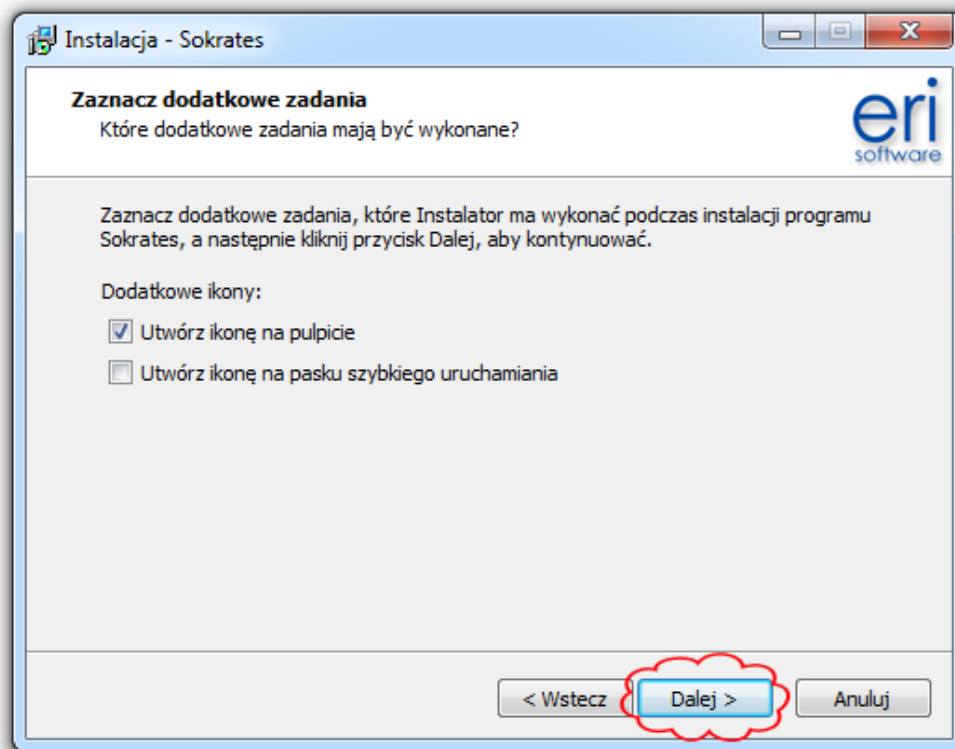 Instalacja - Sokrates
Zaznacz dodatkowe zadania
Które dodatkowe zadania mają być wykonane?
eri
software
Zaznacz dodatkowe zadania, które Instalator ma wykonać podczas instalacji programu
Sokrates, a następnie kliknij przycisk Dalej, aby kontynuować.
Dodatkowe ikony:
Utwórz ikonę na pulpicie
Utwórz ikonę na pasku szybkiego uruchamiania
< Wstecz
Dalej >
Anuluj